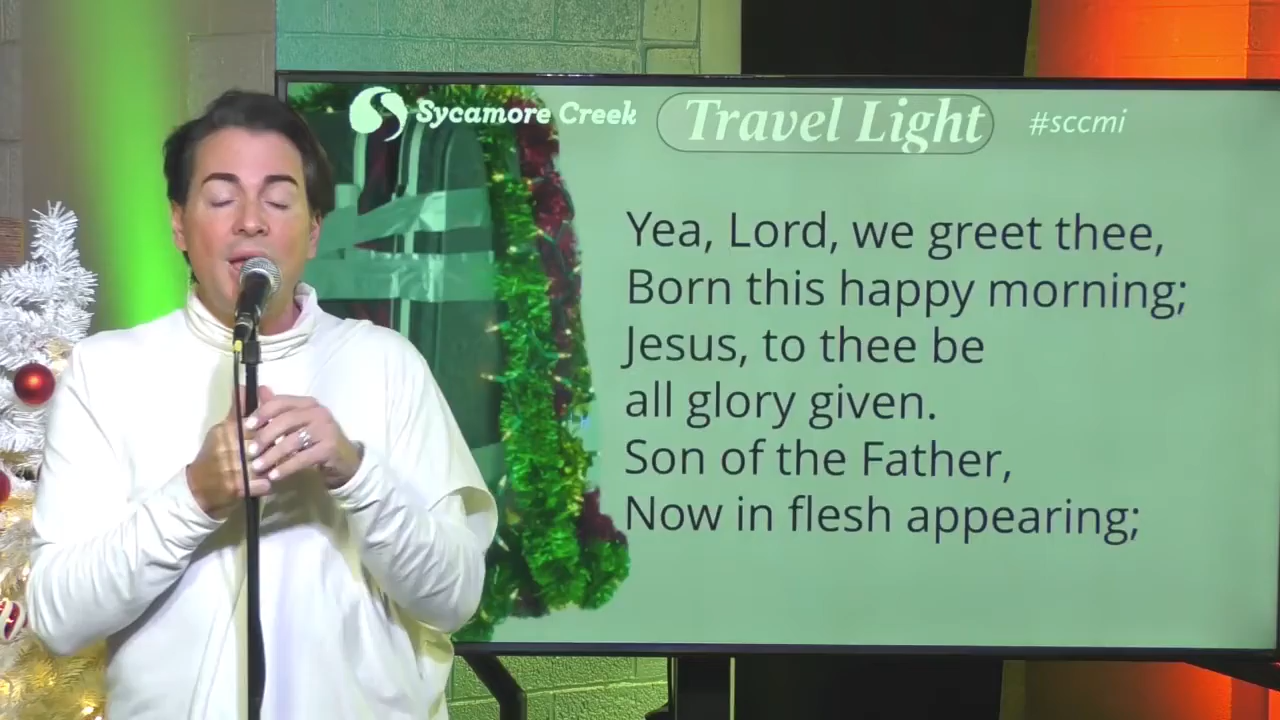 Sycamore Creek Travel Light #sccmi
Yea, Lord, we greet thee,
Born this happy morning;
Jesus, to thee be
all glory given.
Son of the Father,
Now in flesh appearing;